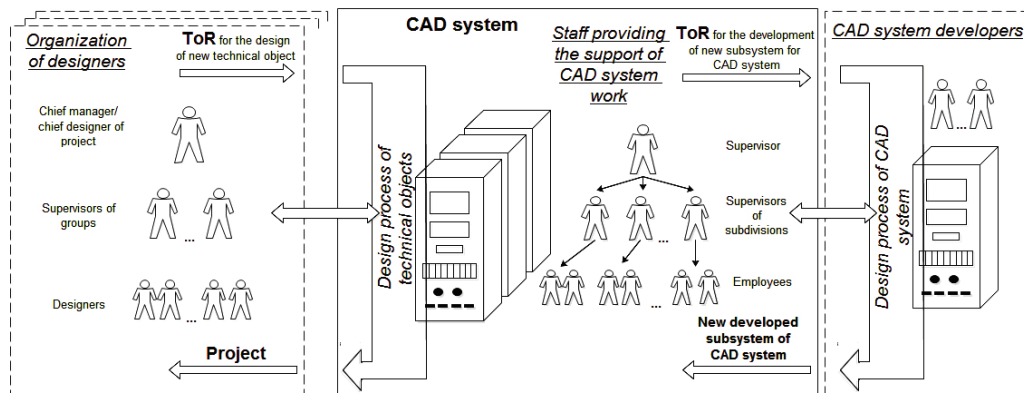 Organization
of designers
ToR for the design
of new technical object
Chief manager/
chief designer of
project
Supervisors of
groups
...
Designers
...
Project
CAD system
Design process of
technical objects
Staff providing
the support of
CAD system
work
ToR for the development
of new subsystem for
CAD system
Supervisor
Supervisors
of
subdivisions
...
Employees
...
New developed
subsystem of
CAD system
CAD system developers
...
Design process of CAD
system